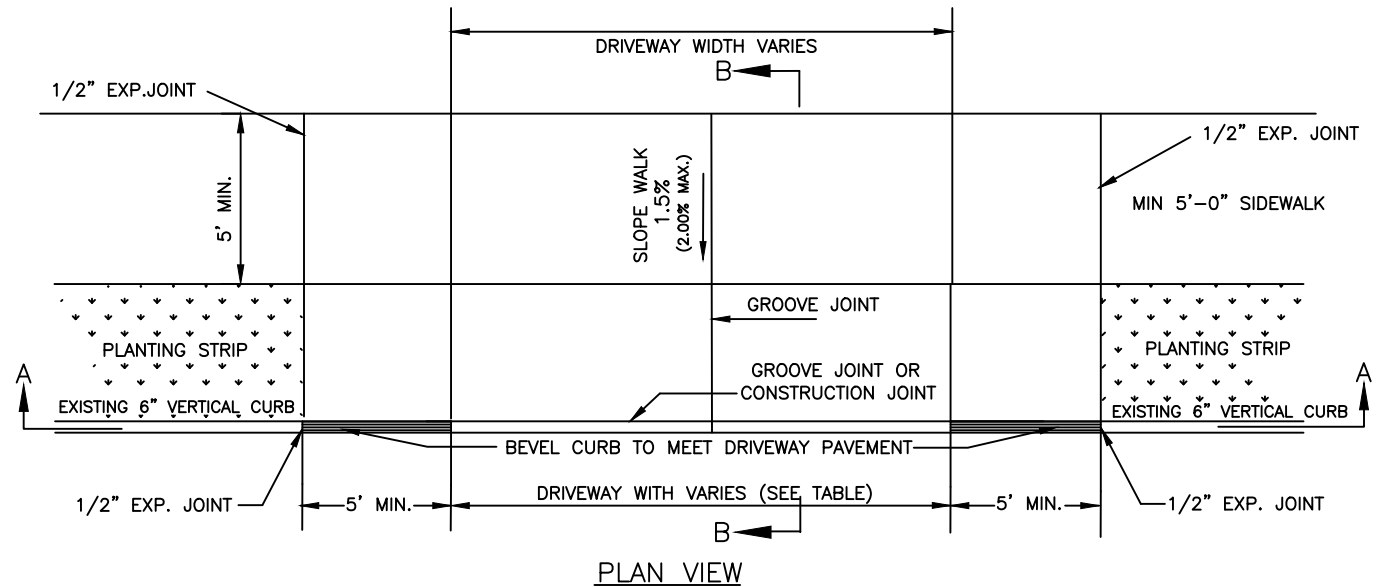 DRIVEWAY WIDTH VARIES
B
1/2" EXP.JOINT
1/2" EXP. JOINT
5' MIN.
SLOPE WALK
1.5%
(2.00% MAX.)
MIN 5'-0" SIDEWALK
GROOVE JOINT
PLANTING STRIP
PLANTING STRIP
GROOVE JOINT OR
CONSTRUCTION JOINT
A
A
EXISTING 6" VERTICAL CURB
EXISTING 6" VERTICAL CURB
BEVEL CURB TO MEET DRIVEWAY PAVEMENT
1/2" EXP. JOINT
5' MIN.
DRIVEWAY WITH VARIES (SEE TABLE)
5' MIN.
1/2" EXP. JOINT
B
PLAN VIEW